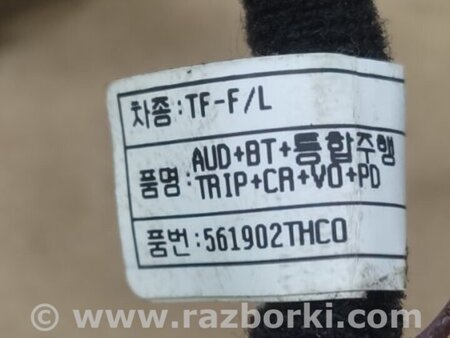 차종:TF-F/L
품명:AUD+BT+통합주행
TRIP+CA+VO+PD
품번:561902THC0
© www.razborki.com